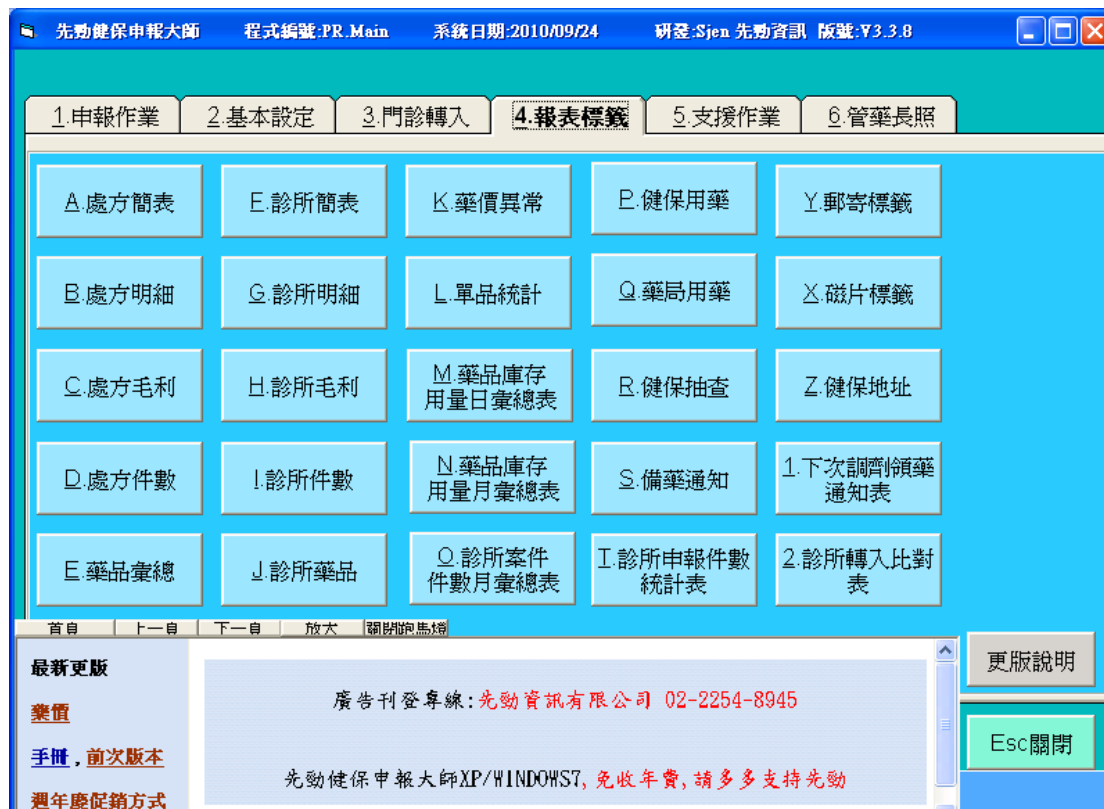 先勁健保申報大師 程式編號:PR.Main 系統日期:2010/09/24 研發:Sjen 先勁資訊 版號:V3.3.8
1.申報作業 2.基本設定 3.門診轉入 4.報表標籤 5.支援作業 6.管藥長照
A.處方簡表 F.診所簡表 K.藥價異常 P.健保用藥 Y.郵寄標籤
B.處方明細 G.診所明細 L.單品統計 Q.藥局用藥 X.磁片標籤
C.處方毛利 H.診所毛利 M.藥品庫存 R.健保抽查 Z.健保地址
用量日彙總表
D.處方件數 I.診所件數 N.藥品庫存 S.備藥通知 1.下次調劑領藥
用量月彙總表 通知表
E.藥品彙總 J.診所藥品 O.診所案件 T.診所申報件數 2.診所轉入比對
件數月彙總表 統計表 表
首頁 上一頁 下一頁 放大 關閉跑馬燈
最新更版 更版說明
廣告刊登專線:先勁資訊有限公司 02-2254-8945
藥價
手冊 , 前次版本 Esc關閉
先勁健保申報大師XP/WINDOWS7, 免收年費, 請多多支持先勁
週年慶促銷方式